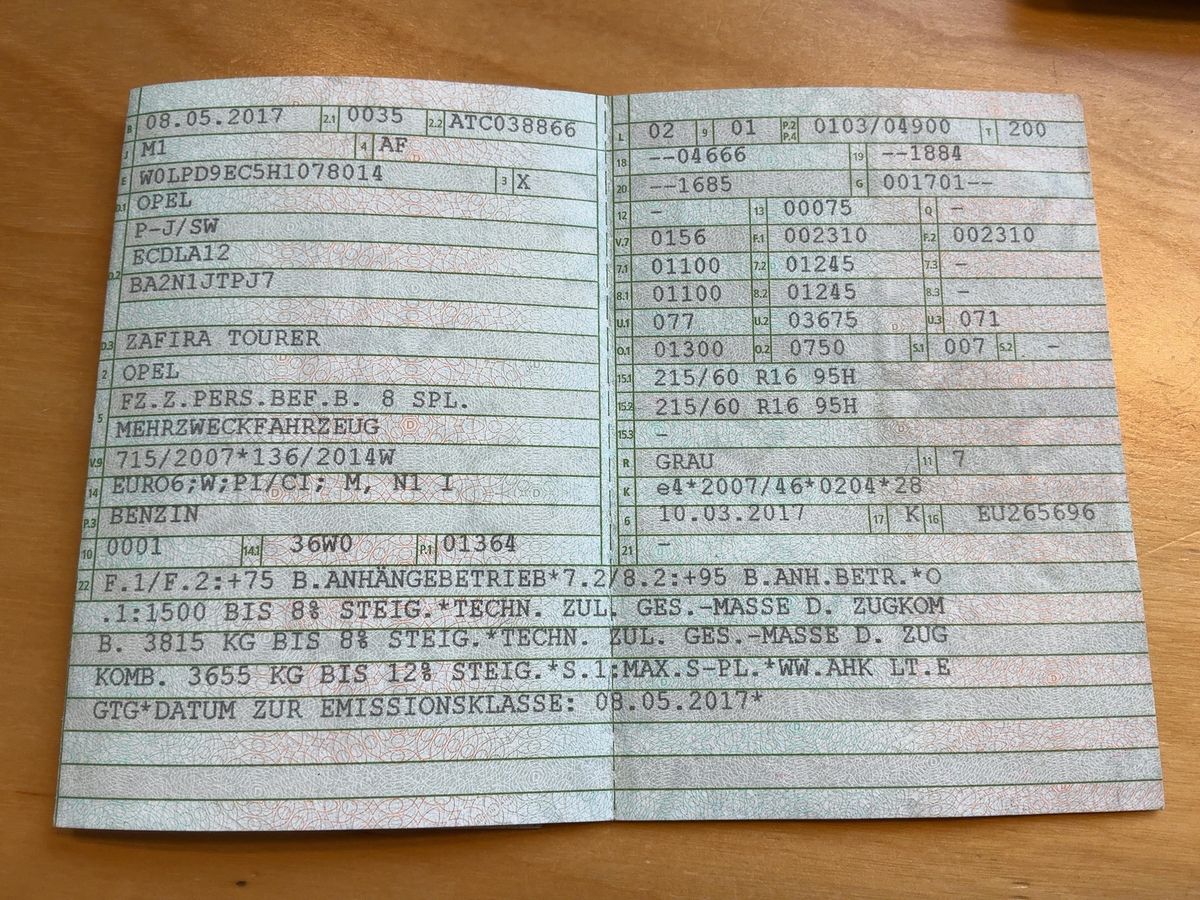 B 08.05.2017 2.1 0035 2.2 ATC038866
J M1 4 AF
E W0LPD9EC5H1078014 3 X
D.1 OPEL
P-J/SW
ECDLA12
D.2 BA2N1JTPJ7
D.3 ZAFIRA TOURER
2 OPEL
FZ.Z.PERS.BEF.B. 8 SPL.
5 MEHRZWECKFAHRZEUG
V.9 715/2007*136/2014W
14 EURO6;W;PI/CI; M, N1 I
P.3 BENZIN
10 0001 14.1 36W0 P.1 01364
L 02 9 01 P.2 P.4 0103/04900 T 200
18 --04666 19 --1884
20 --1685 G 001701--
12 - 13 00075 Q -
V.7 0156 F.1 002310 F.2 002310
7.1 01100 7.2 01245 7.3 -
8.1 01100 8.2 01245 8.3 -
U.1 077 U.2 03675 U.3 071
O.1 01300 O.2 0750 S.1 007 S.2 -
15.1 215/60 R16 95H
15.2 215/60 R16 95H
15.3 -
R GRAU 11 7
K e4*2007/46*0204*28
6 10.03.2017 17 K 16 EU265696
21 -
22 F.1/F.2:+75 B.ANHÄNGEBETRIEB*7.2/8.2:+95 B.ANH.BETR.*O
.1:1500 BIS 8% STEIG.*TECHN. ZUL. GES.-MASSE D. ZUGKOM
B. 3815 KG BIS 8% STEIG.*TECHN. ZUL. GES.-MASSE D. ZUG
KOMB. 3655 KG BIS 12% STEIG.*S.1:MAX.S-PL.*WW.AHK LT.E
GTG*DATUM ZUR EMISSIONSKLASSE: 08.05.2017*